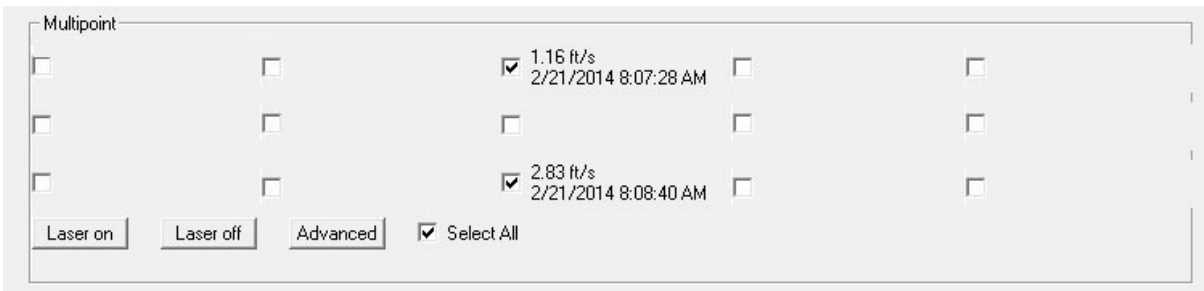 Multipoint
1.16 ft/s
2/21/2014 8:07:28 AM
2.83 ft/s
2/21/2014 8:08:40 AM
Laser on Laser off Advanced Select All